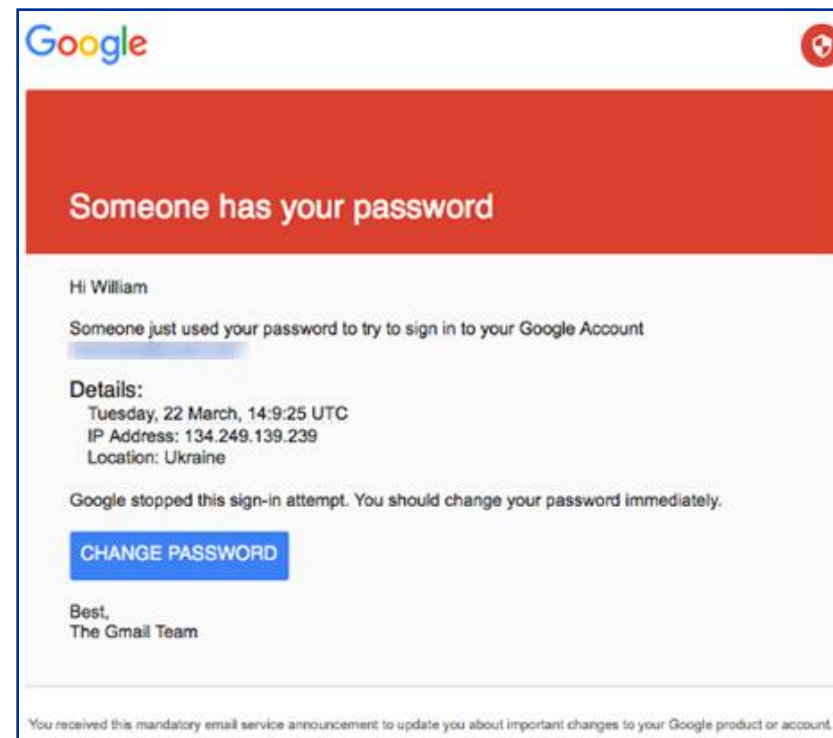 Google
Someone has your password
Hi William
Someone just used your password to try to sign in to your Google Account
Details:
Tuesday, 22 March, 14:9:25 UTC
IP Address: 134.249.139.239
Location: Ukraine
Google stopped this sign-in attempt. You should change your password immediately.
CHANGE PASSWORD
Best,
The Gmail Team
You received this mandatory email service announcement to update you about important changes to your Google product or account.